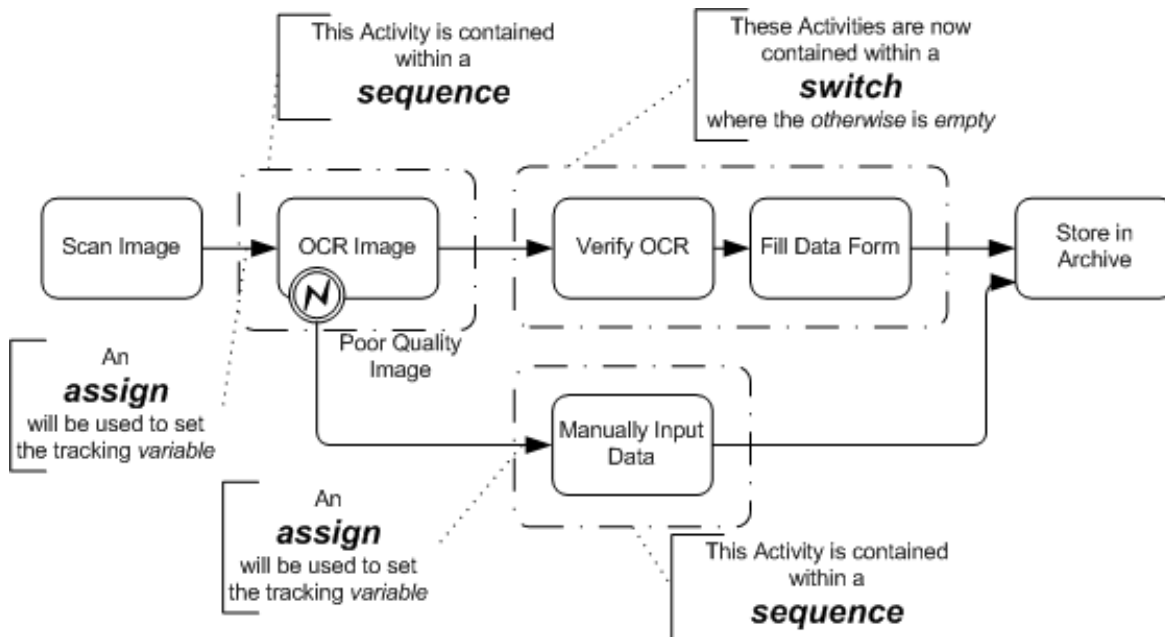 This Activity is contained
within a
sequence
These Activities are now
contained within a
switch
where the otherwise is empty
Scan Image
OCR Image
Verify OCR
Fill Data Form
Store in
Archive
Poor Quality
Image
An
assign
will be used to set
the tracking variable
Manually Input
Data
An
assign
will be used to set
the tracking variable
This Activity is contained
within a
sequence